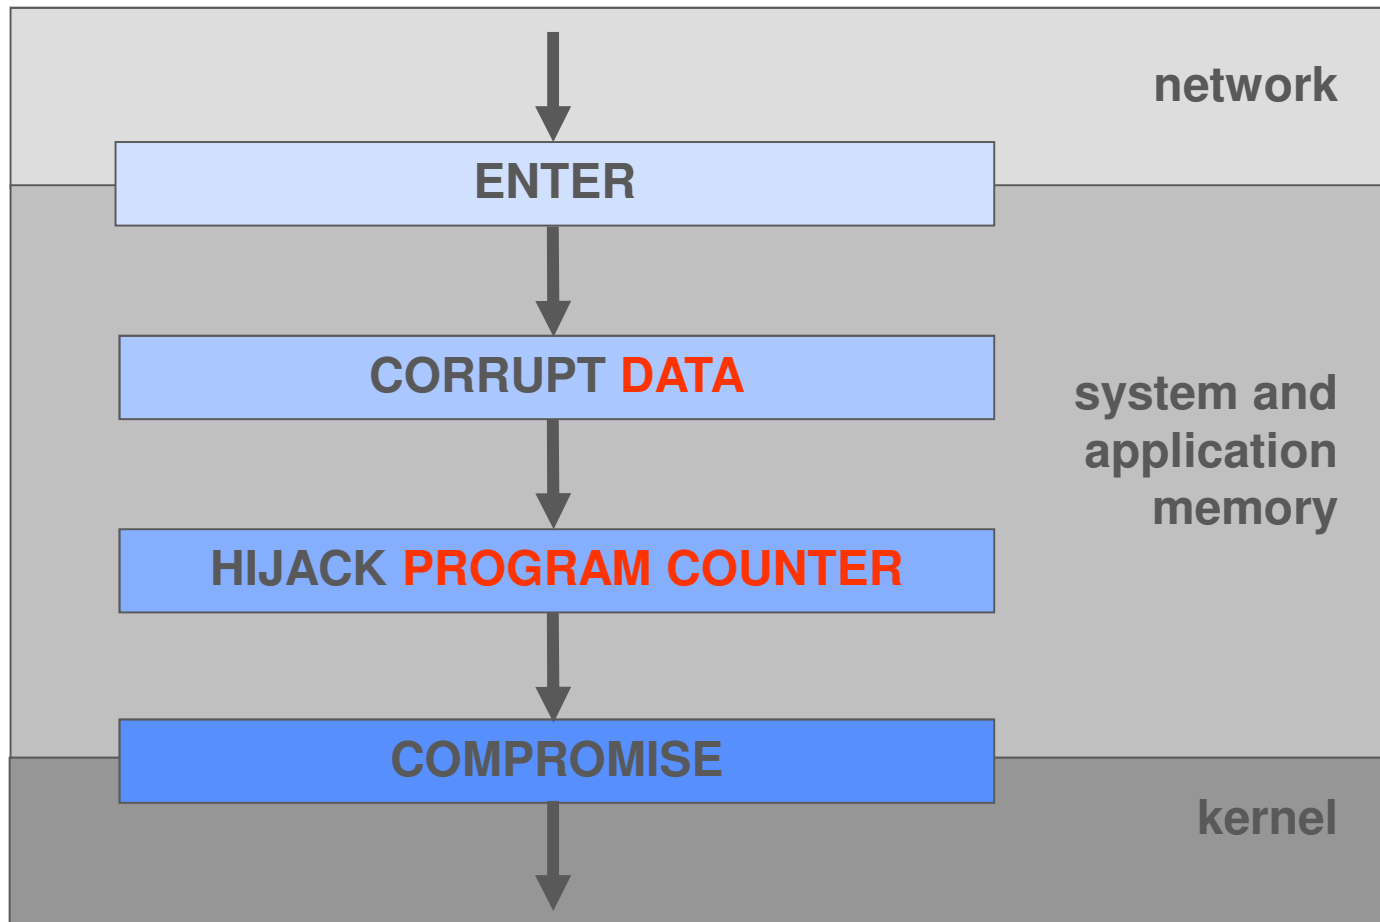 network
ENTER
CORRUPT DATA
system and
application
memory
HIJACK PROGRAM COUNTER
COMPROMISE
kernel